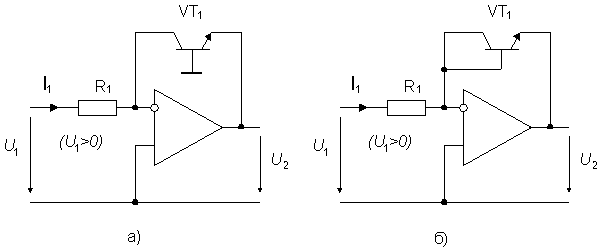 VT₁
VT₁
I₁
R₁
I₁
R₁
U₁
(U₁>0)
U₂
U₁
(U₁>0)
U₂
а)
б)